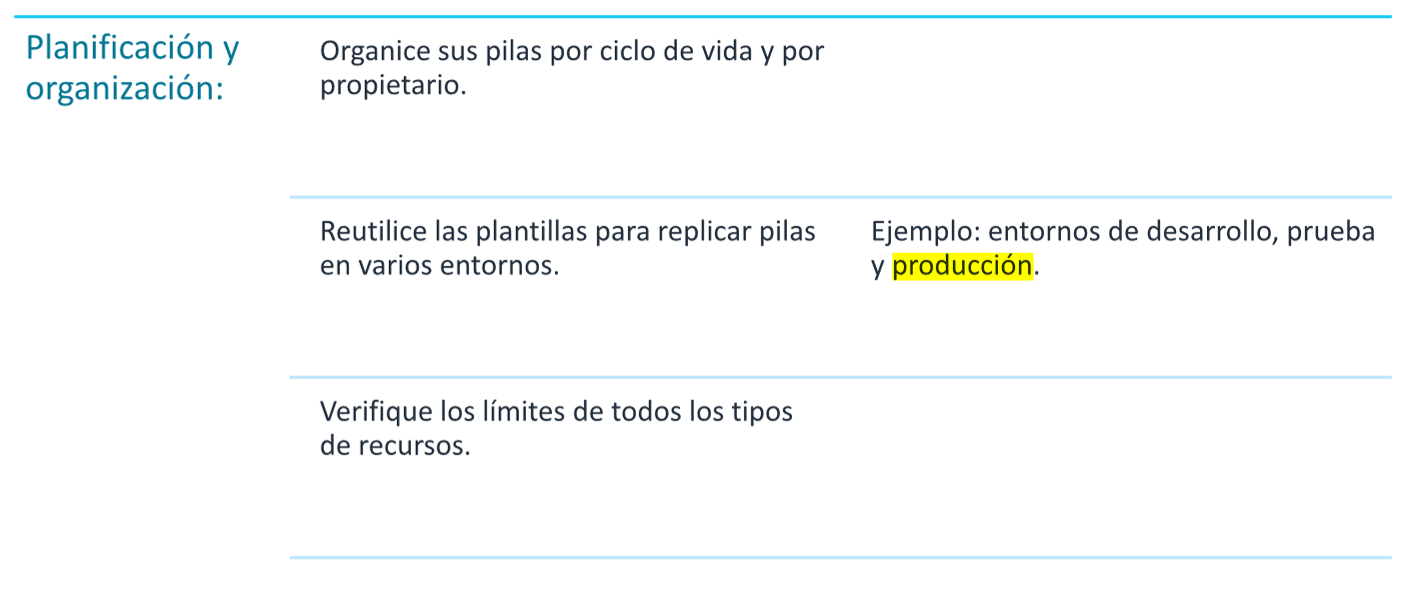 Planificación y
organización:
Organice sus pilas por ciclo de vida y por
propietario.
Reutilice las plantillas para replicar pilas
en varios entornos.
Ejemplo: entornos de desarrollo, prueba
y producción.
Verifique los límites de todos los tipos
de recursos.